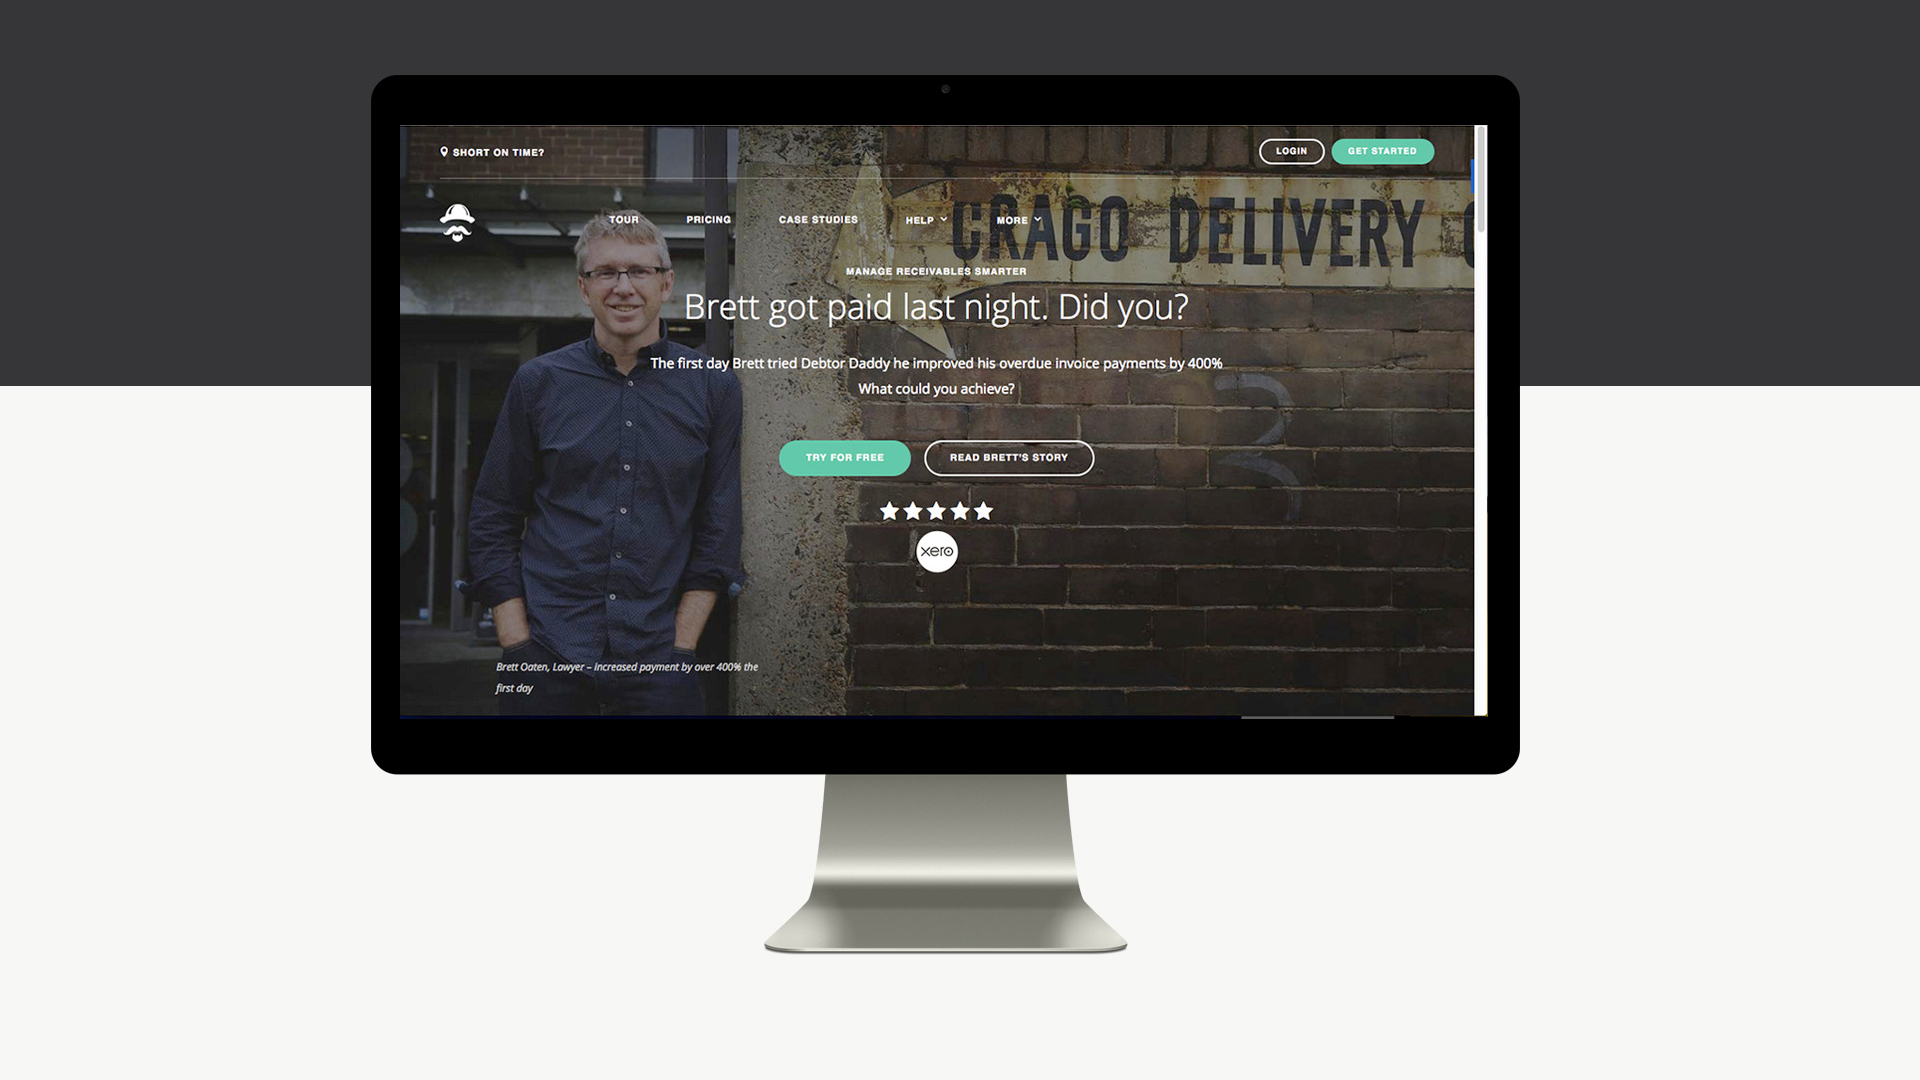 SHORT ON TIME?
LOGIN
GET STARTED
TOUR
PRICING
CASE STUDIES
HELP
MORE
CRAGO DELIVERY
MANAGE RECEIVABLES SMARTER
Brett got paid last night. Did you?
The first day Brett tried Debtor Daddy he improved his overdue invoice payments by 400%
What could you achieve?
TRY FOR FREE
READ BRETT'S STORY
xero
Brett Oaten, Lawyer – increased payment by over 400% the
first day